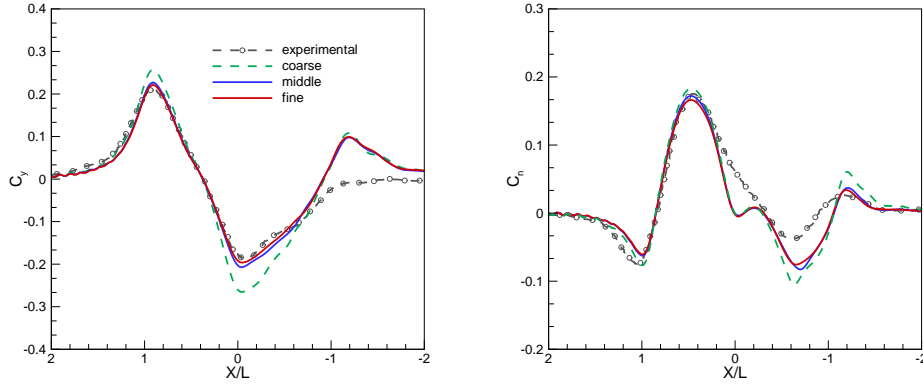 0.4
0.3
0.2
0.1
0
-0.1
-0.2
-0.3
-0.4
C_y
2 1 0 -1 -2
X/L
experimental
coarse
middle
fine
0.3
0.2
0.1
0
-0.1
-0.2
C_n
2 1 0 -1 -2
X/L